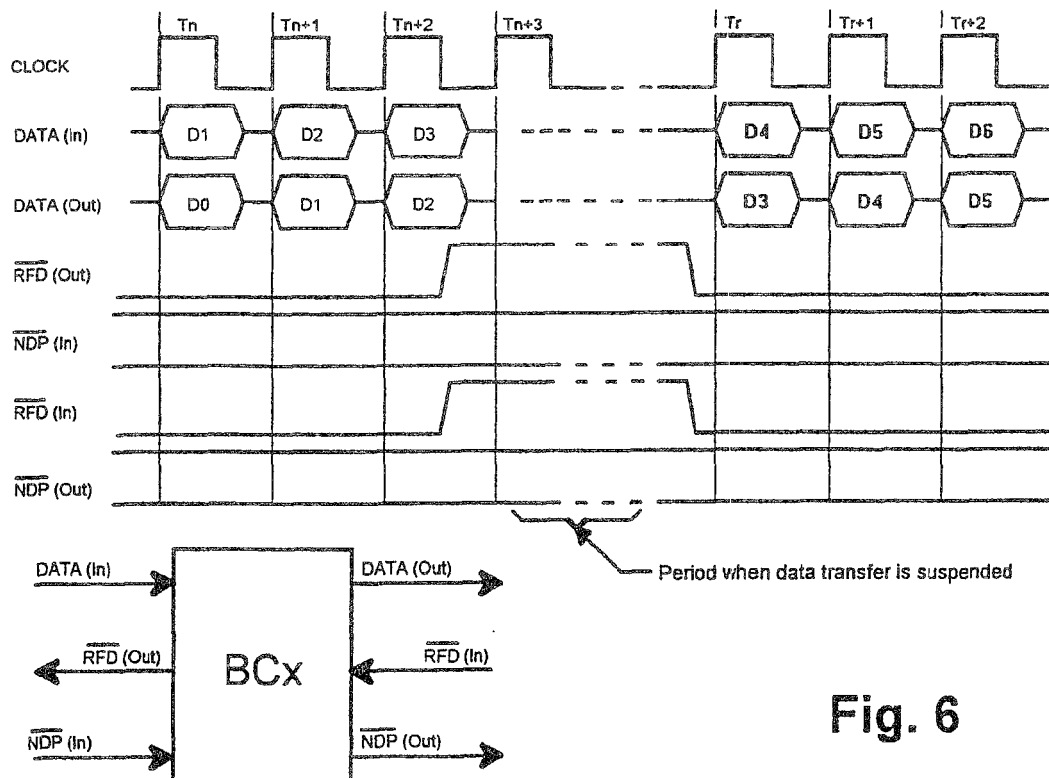 Tn Tn+1 Tn+2 Tn+3 Tr Tr+1 Tr+2
CLOCK
DATA (In) D1 D2 D3 D4 D5 D6
DATA (Out) D0 D1 D2 D3 D4 D5
RFD (Out)
NDP (In)
RFD (In)
NDP (Out)
Period when data transfer is suspended
DATA (In) DATA (Out)
RFD (Out) BCx RFD (In)
NDP (In) NDP (Out)
Fig. 6